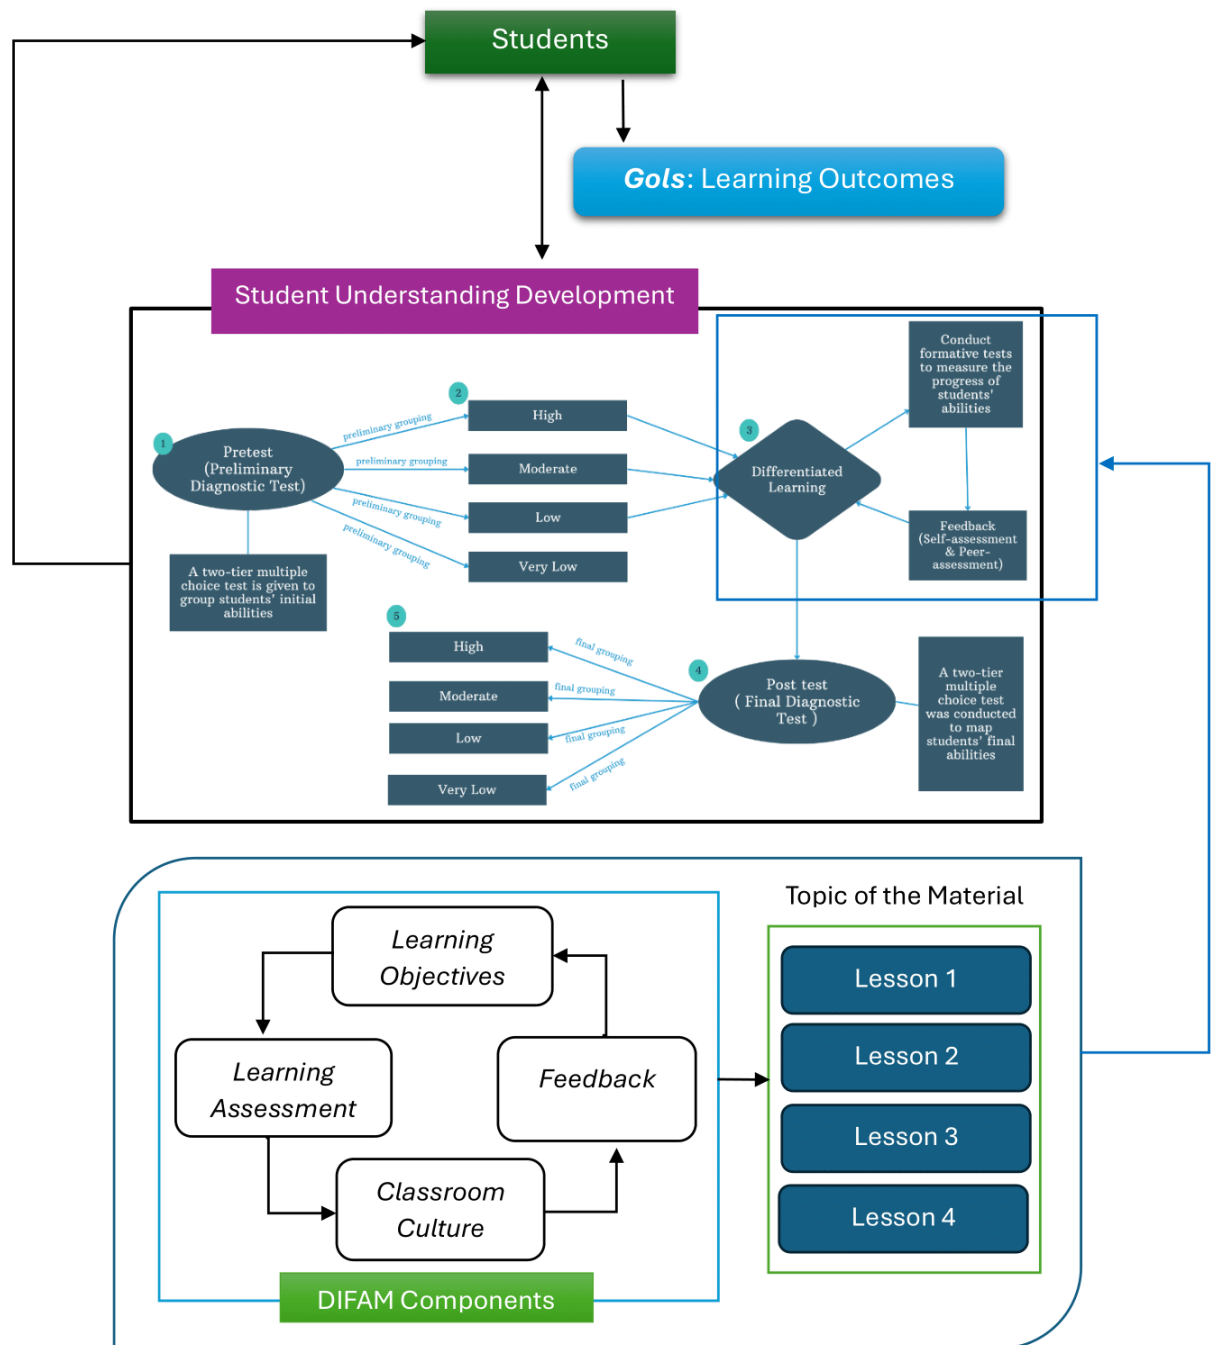 Students
Gols: Learning Outcomes
Student Understanding Development
1
Pretest
(Preliminary
Diagnostic Test)
A two-tier multiple
choice test is given to
group students' initial
abilities
preliminary grouping
preliminary grouping
preliminary grouping
preliminary grouping
2
High
Moderate
Low
Very Low
3
Differentiated
Learning
Conduct
formative tests
to measure the
progress of
students'
abilities
Feedback
(Self-assessment
& Peer-
assessment)
4
Post test
( Final Diagnostic
Test )
A two-tier
multiple
choice test
was conducted
to map
students' final
abilities
final grouping
final grouping
final grouping
final grouping
5
High
Moderate
Low
Very Low
Learning
Objectives
Learning
Assessment
Classroom
Culture
Feedback
DIFAM Components
Topic of the Material
Lesson 1
Lesson 2
Lesson 3
Lesson 4